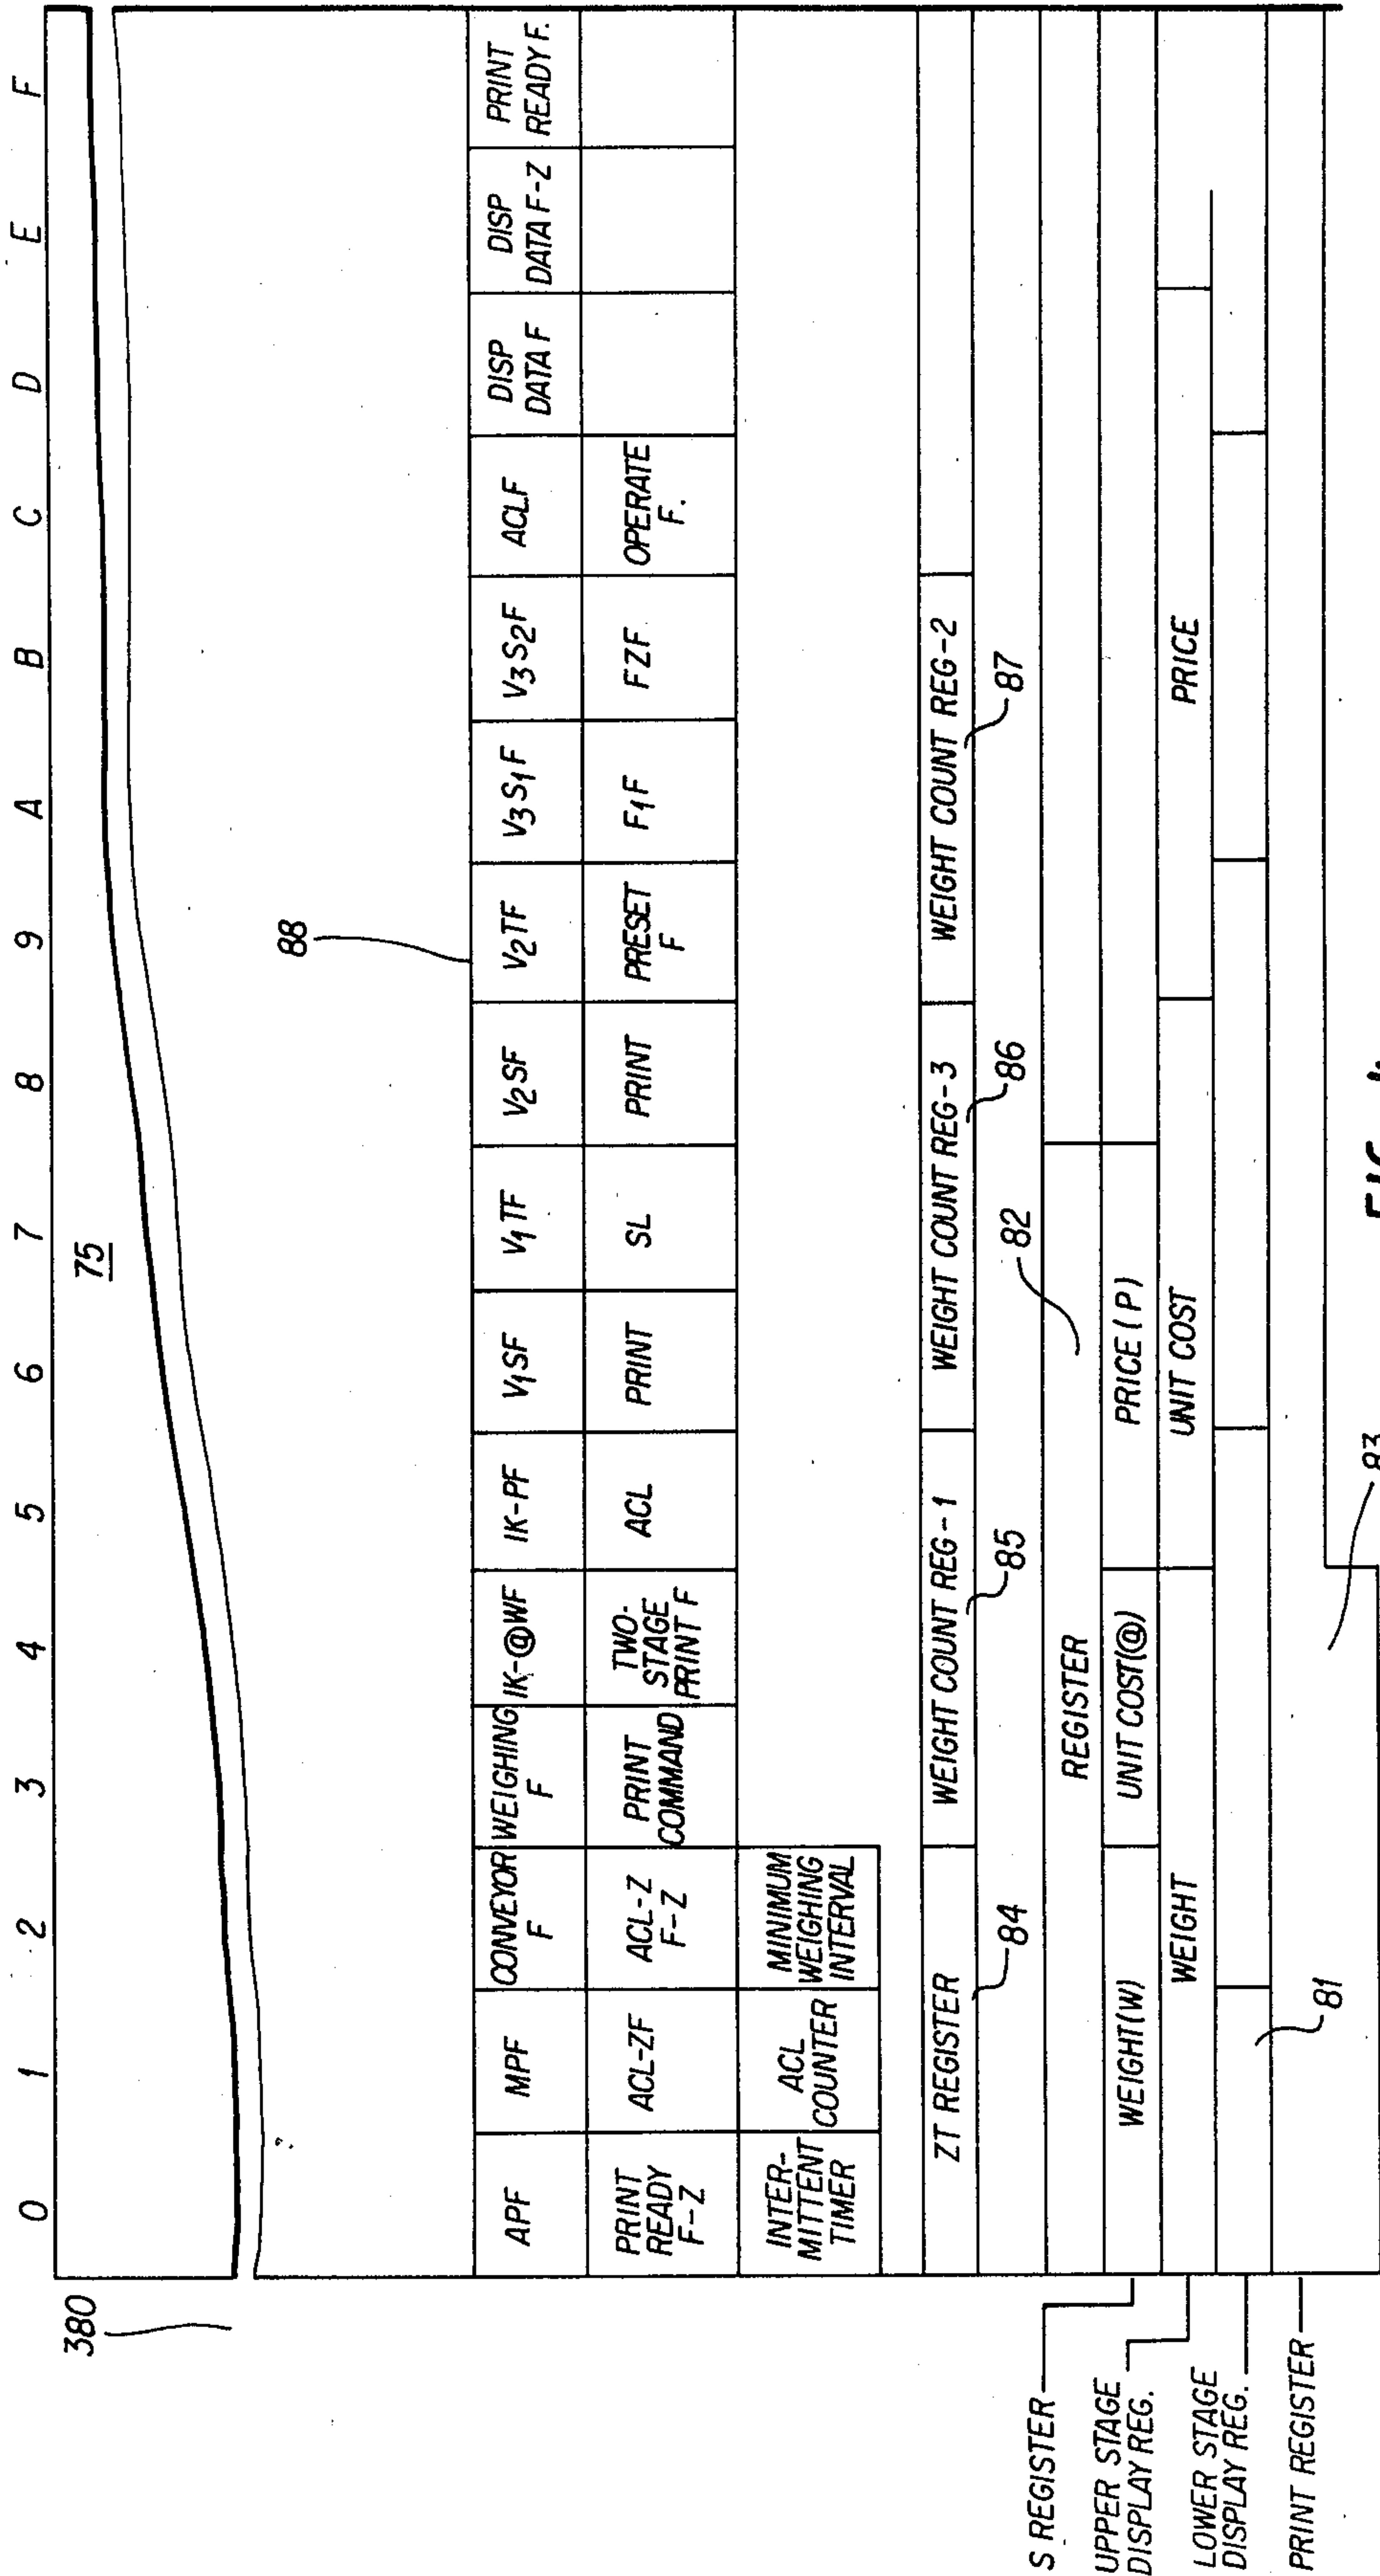 0 1 2 3 4 5 6 7 8 9 A B C D E F
75
380
88
APF MPF CONVEYOR F WEIGHING F IK-@WF IK-PF V1SF V1TF V2SF V2TF V3S1F V3S2F ACLF DISP DATA F DISP DATA F-Z PRINT READY F.
PRINT READY F-Z ACL-ZF ACL-Z F-Z PRINT COMMAND TWO-STAGE PRINT F ACL PRINT SL PRINT PRESET F F1F FZF OPERATE F.
INTER-MITTENT TIMER ACL COUNTER MINIMUM WEIGHING INTERVAL
ZT REGISTER WEIGHT COUNT REG-1 WEIGHT COUNT REG-3 WEIGHT COUNT REG-2
84 85 86 87
REGISTER 82
S REGISTER WEIGHT(W) UNIT COST(@) PRICE (P)
UPPER STAGE
DISPLAY REG. WEIGHT UNIT COST PRICE
LOWER STAGE
DISPLAY REG.
81
PRINT REGISTER
83
FIG.